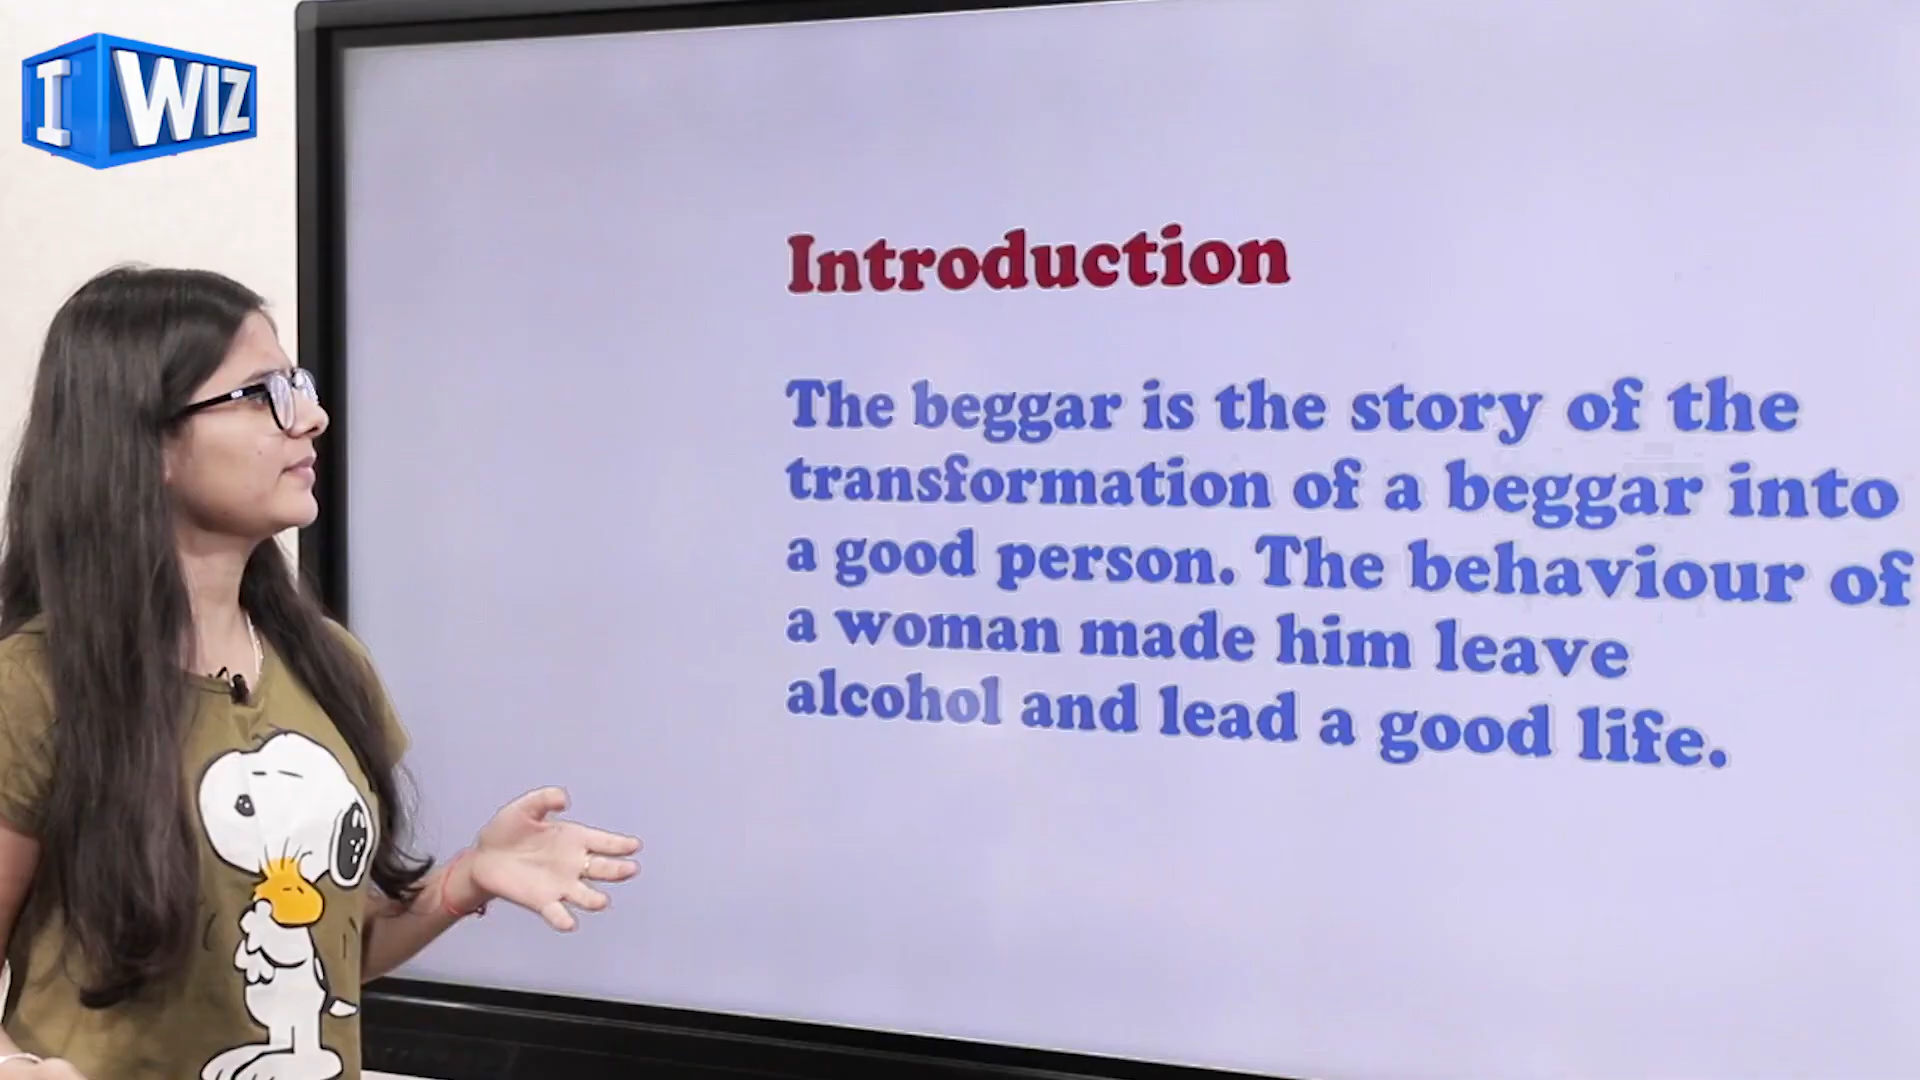 I WIZ
Introduction
The beggar is the story of the
transformation of a beggar into
a good person. The behaviour of
a woman made him leave
alcohol and lead a good life.